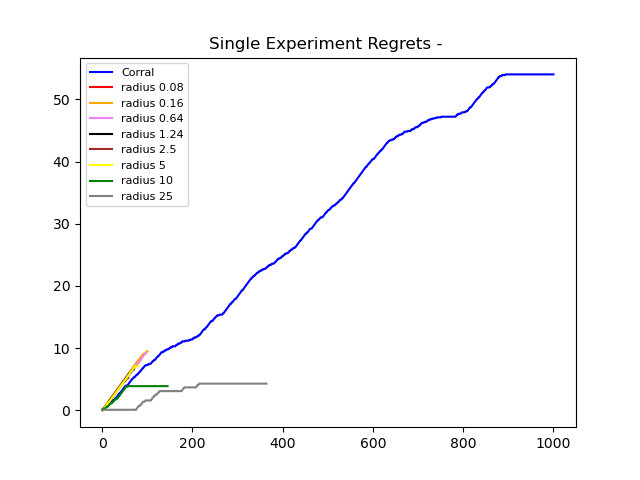 Single Experiment Regrets -
Corral
radius 0.08
radius 0.16
radius 0.64
radius 1.24
radius 2.5
radius 5
radius 10
radius 25
50
40
30
20
10
0
0 200 400 600 800 1000